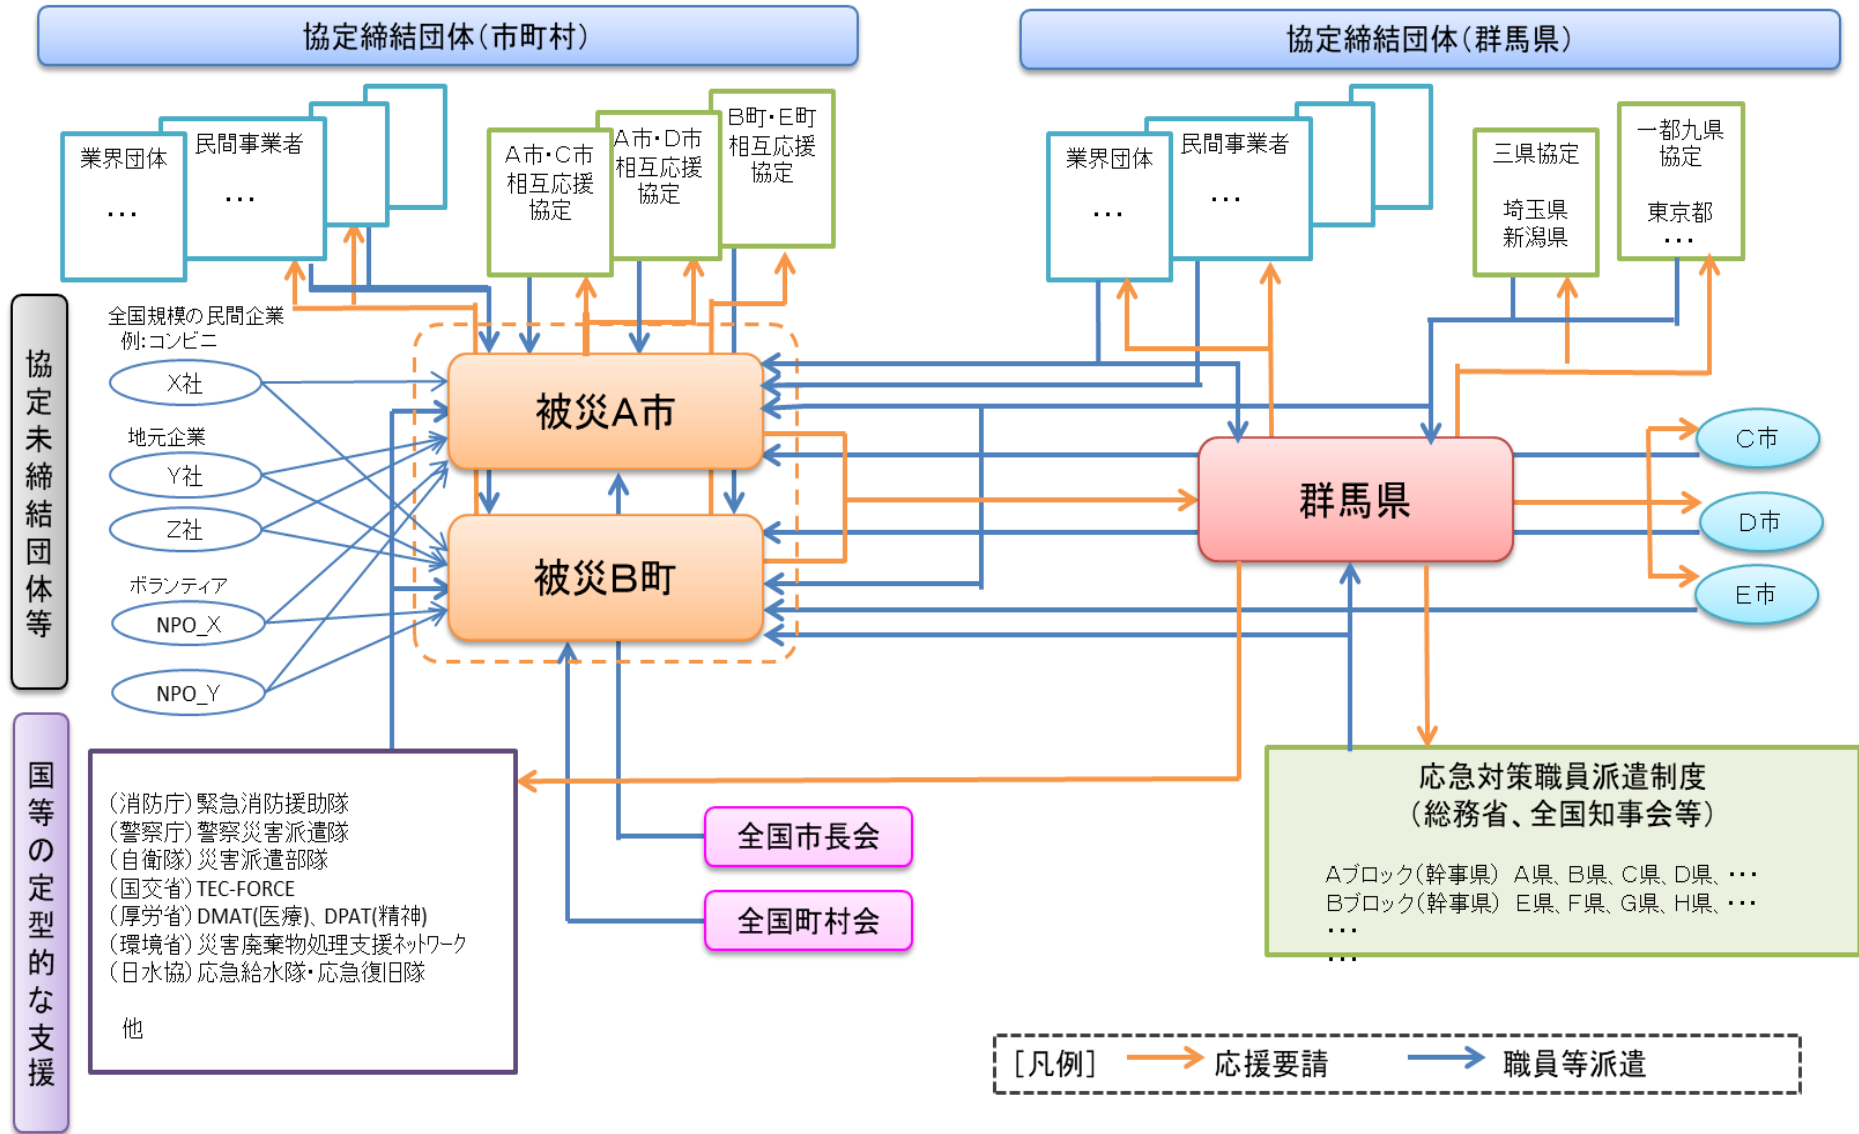 協定締結団体（市町村）
協定締結団体（群馬県）
業界団体
…
民間事業者
…
A市・C市
相互応援
協定
A市・D市
相互応援
協定
B町・E町
相互応援
協定
業界団体
…
民間事業者
…
三県協定
埼玉県
新潟県
一都九県
協定
東京都
…
協定未締結団体等
全国規模の民間企業
例：コンビニ
X社
地元企業
Y社
Z社
ボランティア
NPO_X
NPO_Y
被災A市
被災B町
群馬県
C市
D市
E市
国等の定型的な支援
（消防庁）緊急消防援助隊
（警察庁）警察災害派遣隊
（自衛隊）災害派遣部隊
（国交省）TEC-FORCE
（厚労省）DMAT(医療)、DPAT(精神)
（環境省）災害廃棄物処理支援ネットワーク
（日水協）応急給水隊・応急復旧隊
他
全国市長会
全国町村会
応急対策職員派遣制度
（総務省、全国知事会等）
Aブロック（幹事県） A県、B県、C県、D県、…
Bブロック（幹事県） E県、F県、G県、H県、…
…
…
［凡例］ 応援要請 職員等派遣